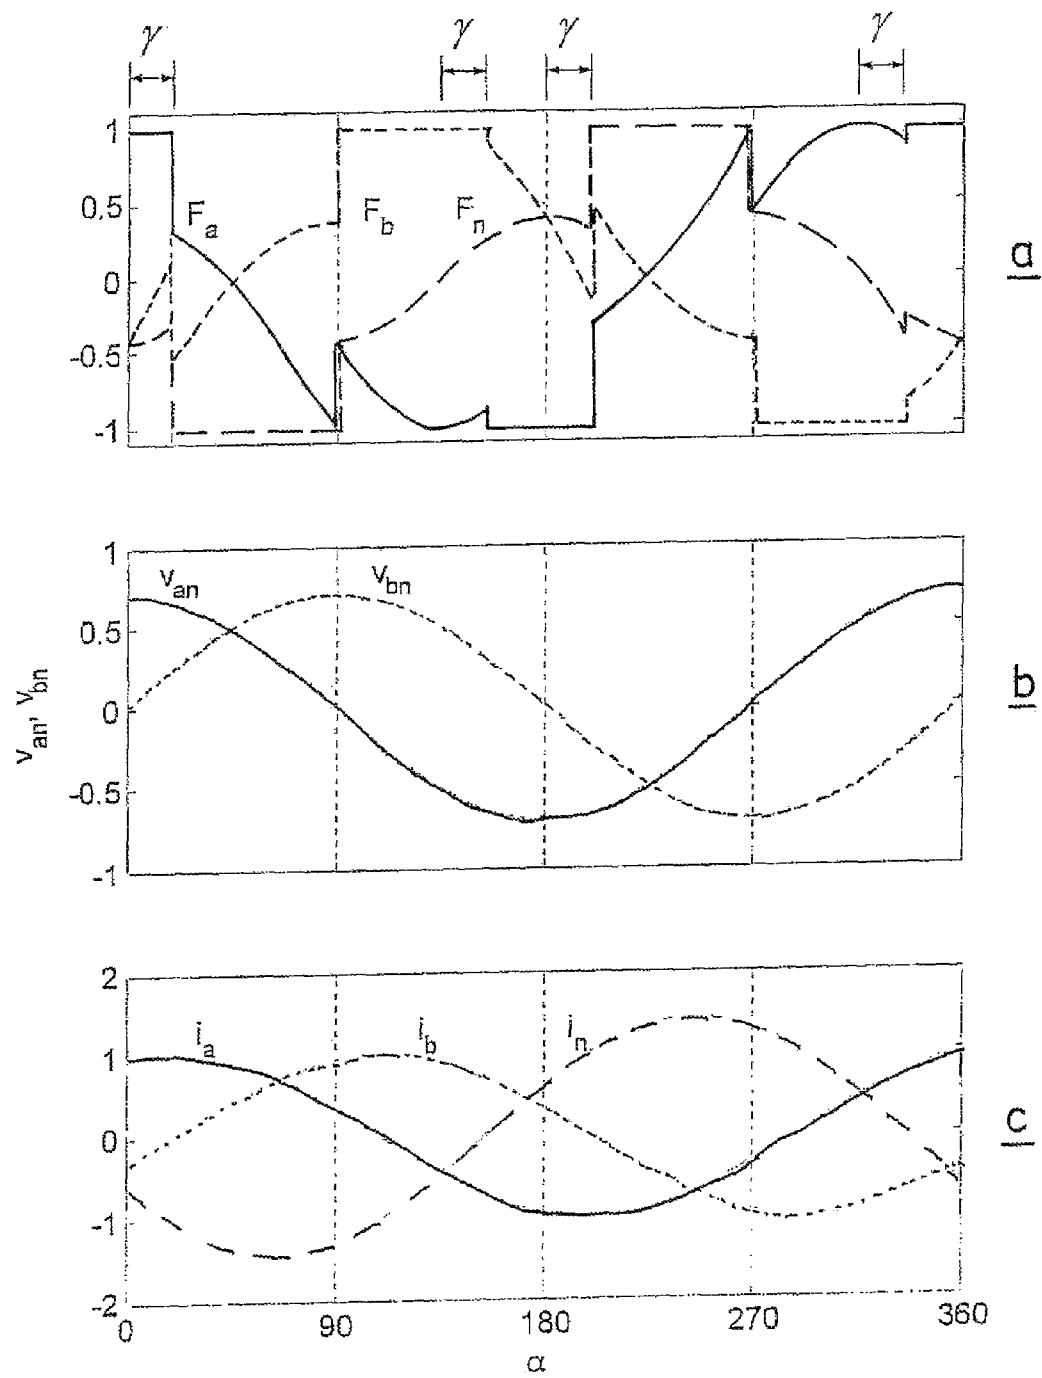 γ γ γ γ
1
0.5
0
-0.5
-1
F_a F_b F_n
a
1
0.5
0
-0.5
-1
v_an v_bn
v_an, v_bn
b
2
1
0
-1
-2
i_a i_b i_n
c
0 90 180 270 360
α